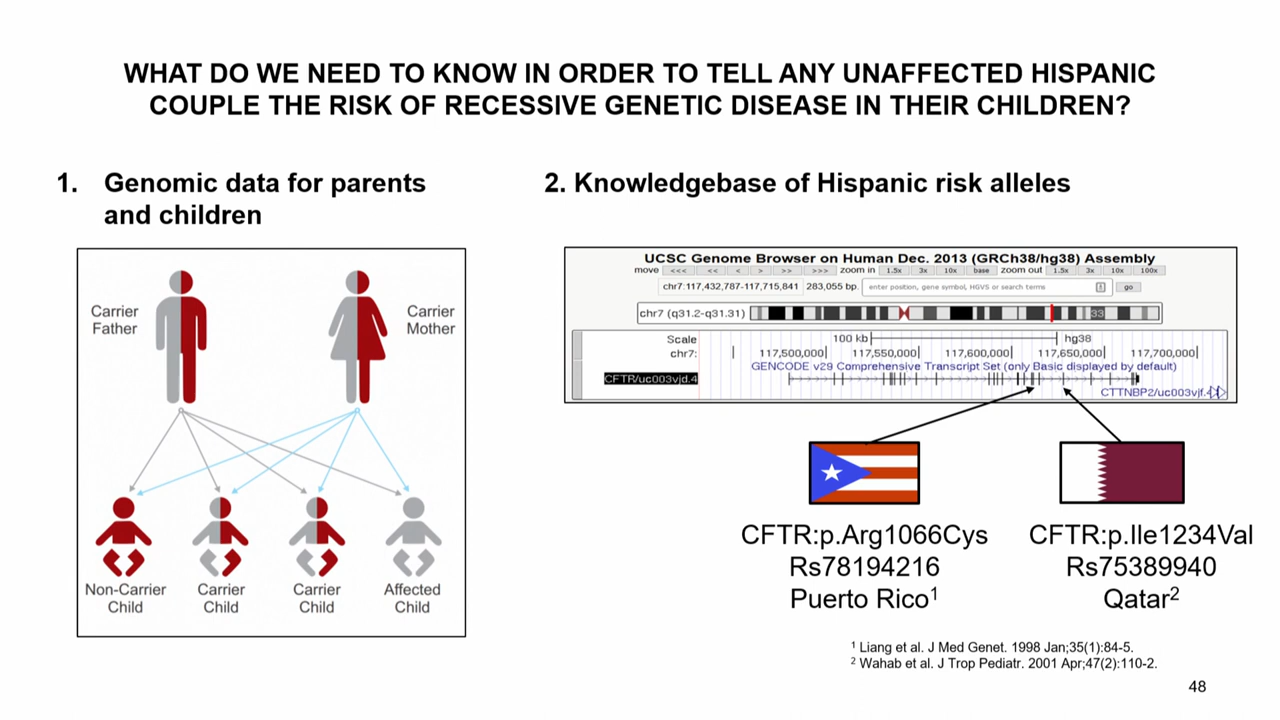 WHAT DO WE NEED TO KNOW IN ORDER TO TELL ANY UNAFFECTED HISPANIC
COUPLE THE RISK OF RECESSIVE GENETIC DISEASE IN THEIR CHILDREN?
1. Genomic data for parents
and children
Carrier
Father
Carrier
Mother
Non-Carrier
Child
Carrier
Child
Carrier
Child
Affected
Child
2. Knowledgebase of Hispanic risk alleles
UCSC Genome Browser on Human Dec. 2013 (GRCh38/hg38) Assembly
move <<< << < > >> >>> zoom in 1.5x 3x 10x base zoom out 1.5x 3x 10x 100x
chr7:117,432,787-117,715,841 283,055 bp. enter position, gene symbol, HGVS or search terms go
chr7 (q31.2-q31.31) 33
Scale 100 kb hg38
chr7: 117,500,000 117,550,000 117,600,000 117,650,000 117,700,000
GENCODE v29 Comprehensive Transcript Set (only Basic displayed by default)
CFTR/uc003vjd.4
CTTNBP2/uc003vjf.4
CFTR:p.Arg1066Cys
Rs78194216
Puerto Rico1
CFTR:p.Ile1234Val
Rs75389940
Qatar2
1 Liang et al. J Med Genet. 1998 Jan;35(1):84-5.
2 Wahab et al. J Trop Pediatr. 2001 Apr;47(2):110-2.
48